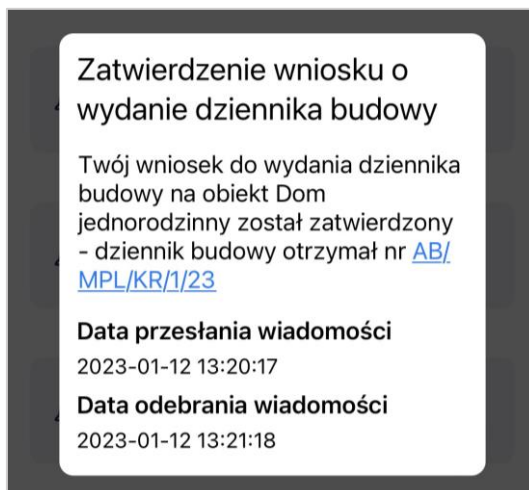 Zatwierdzenie wniosku o
wydanie dziennika budowy
Twój wniosek do wydania dziennika
budowy na obiekt Dom
jednorodzinny został zatwierdzony
- dziennik budowy otrzymał nr AB/
MPL/KR/1/23
Data przesłania wiadomości
2023-01-12 13:20:17
Data odebrania wiadomości
2023-01-12 13:21:18